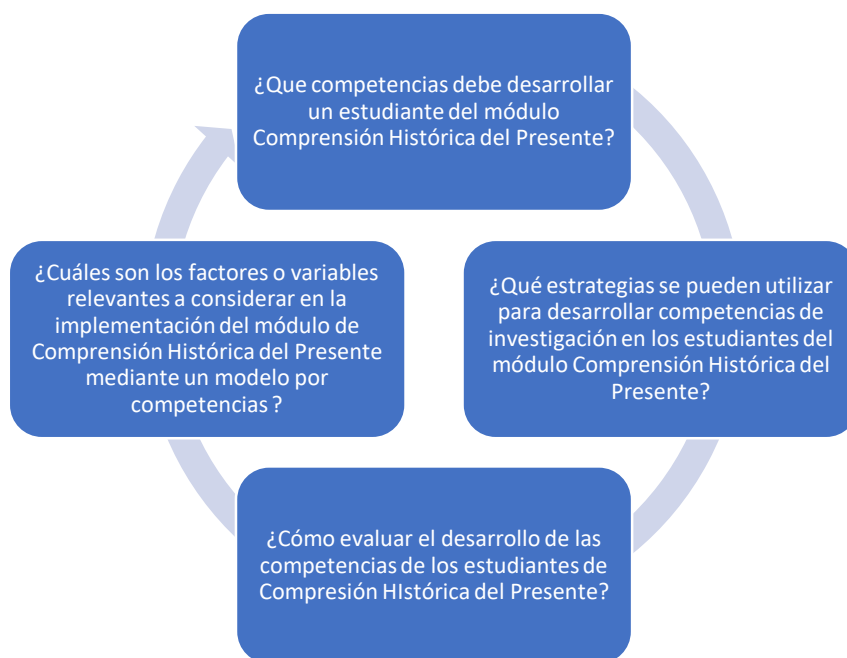 ¿Que competencias debe desarrollar
un estudiante del módulo
Comprensión Histórica del Presente?
¿Qué estrategias se pueden utilizar
para desarrollar competencias de
investigación en los estudiantes del
módulo Comprensión Histórica del
Presente?
¿Cómo evaluar el desarrollo de las
competencias de los estudiantes de
Compresión HIstórica del Presente?
¿Cuáles son los factores o variables
relevantes a considerar en la
implementación del módulo de
Comprensión Histórica del Presente
mediante un modelo por
competencias ?